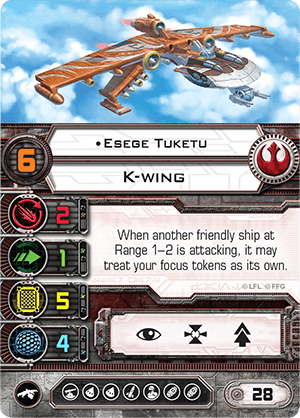 •Esege Tuketu
6
K-wing
2
When another friendly ship at
Range 1–2 is attacking, it may
treat your focus tokens as its own.
1
©LFL ©FFG
5
4
28